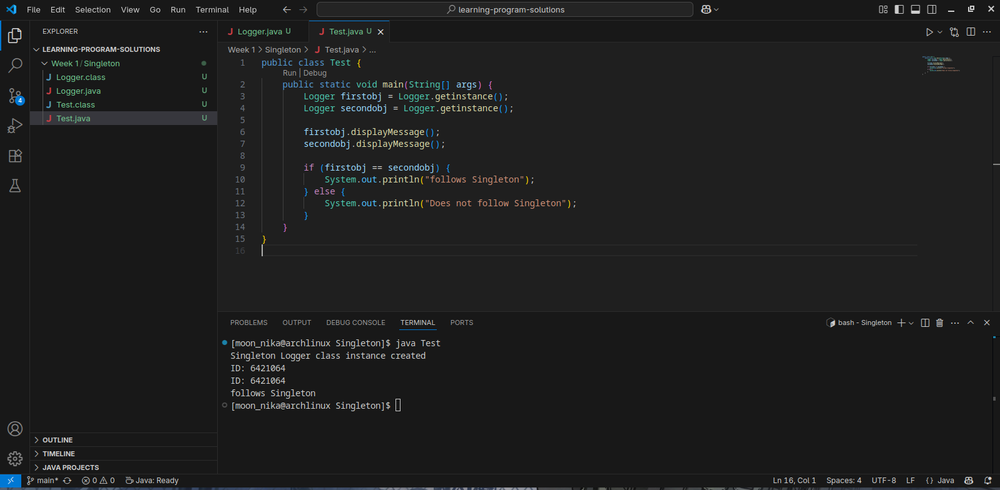 File Edit Selection View Go Run Terminal Help
learning-program-solutions
EXPLORER
LEARNING-PROGRAM-SOLUTIONS
Week 1 / Singleton
Logger.class U
Logger.java U
Test.class U
Test.java U
4
OUTLINE
TIMELINE
JAVA PROJECTS
Logger.java U
Test.java U
Week 1 > Singleton > Test.java > ...
1 public class Test {
Run | Debug
2 public static void main(String[] args) {
3 Logger firstobj = Logger.getinstance();
4 Logger secondobj = Logger.getinstance();
5
6 firstobj.displayMessage();
7 secondobj.displayMessage();
8
9 if (firstobj == secondobj) {
10 System.out.println("follows Singleton");
11 } else {
12 System.out.println("Does not follow Singleton");
13 }
14 }
15 }
16
PROBLEMS OUTPUT DEBUG CONSOLE TERMINAL PORTS
bash - Singleton
[moon_nika@archlinux Singleton]$ java Test
Singleton Logger class instance created
ID: 6421064
ID: 6421064
follows Singleton
[moon_nika@archlinux Singleton]$
main* 0 0 Java: Ready
Ln 16, Col 1 Spaces: 4 UTF-8 LF {} Java